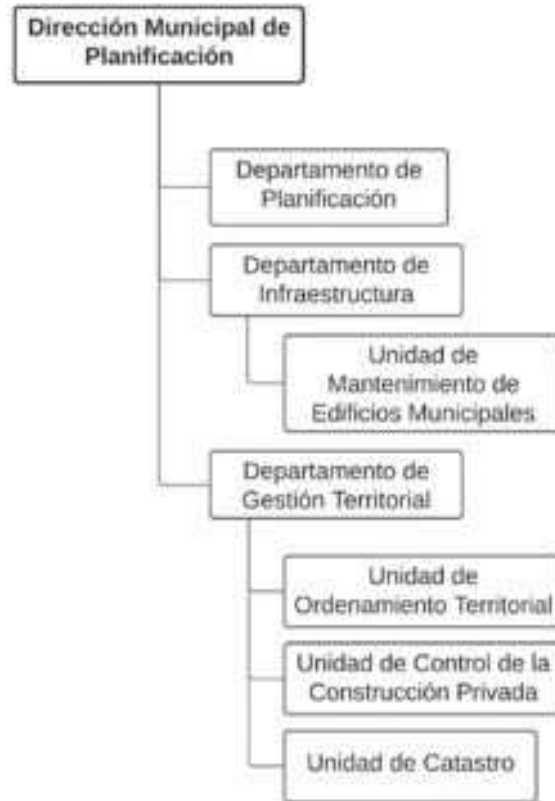 Dirección Municipal de
Planificación
Departamento de
Planificación
Departamento de
Infraestructura
Unidad de
Mantenimiento de
Edificios Municipales
Departamento de
Gestión Territorial
Unidad de
Ordenamiento Territorial
Unidad de Control de la
Construcción Privada
Unidad de Catastro